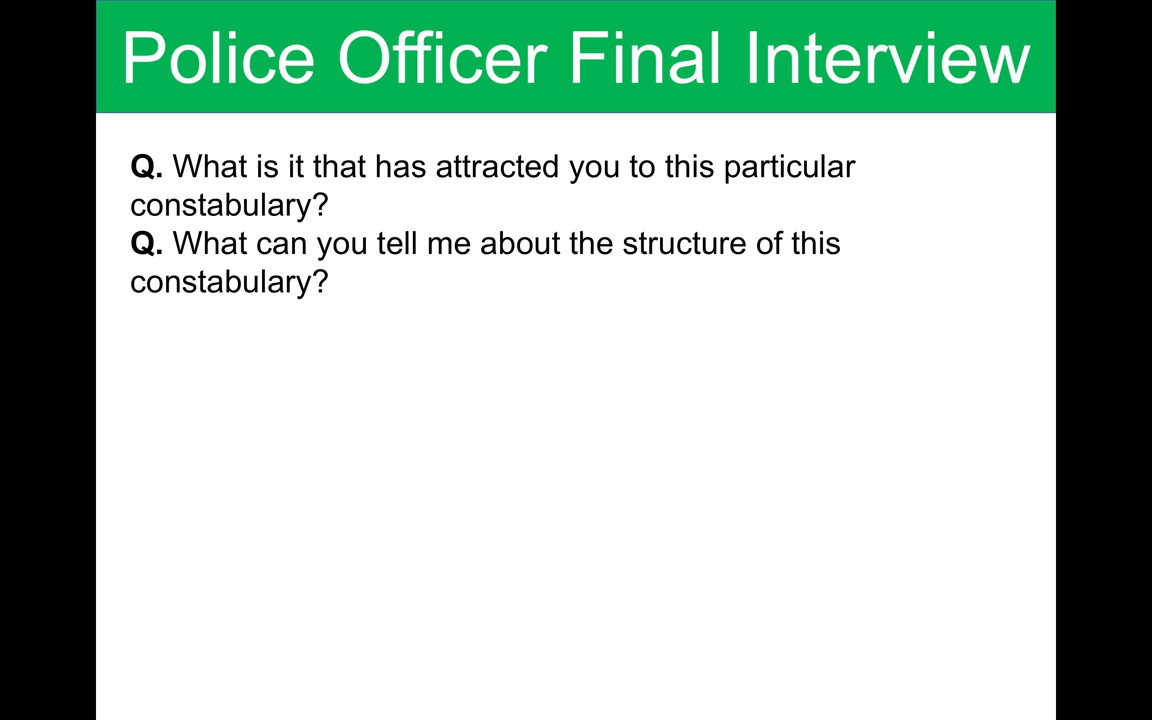 Police Officer Final Interview
Q. What is it that has attracted you to this particular
constabulary?
Q. What can you tell me about the structure of this
constabulary?